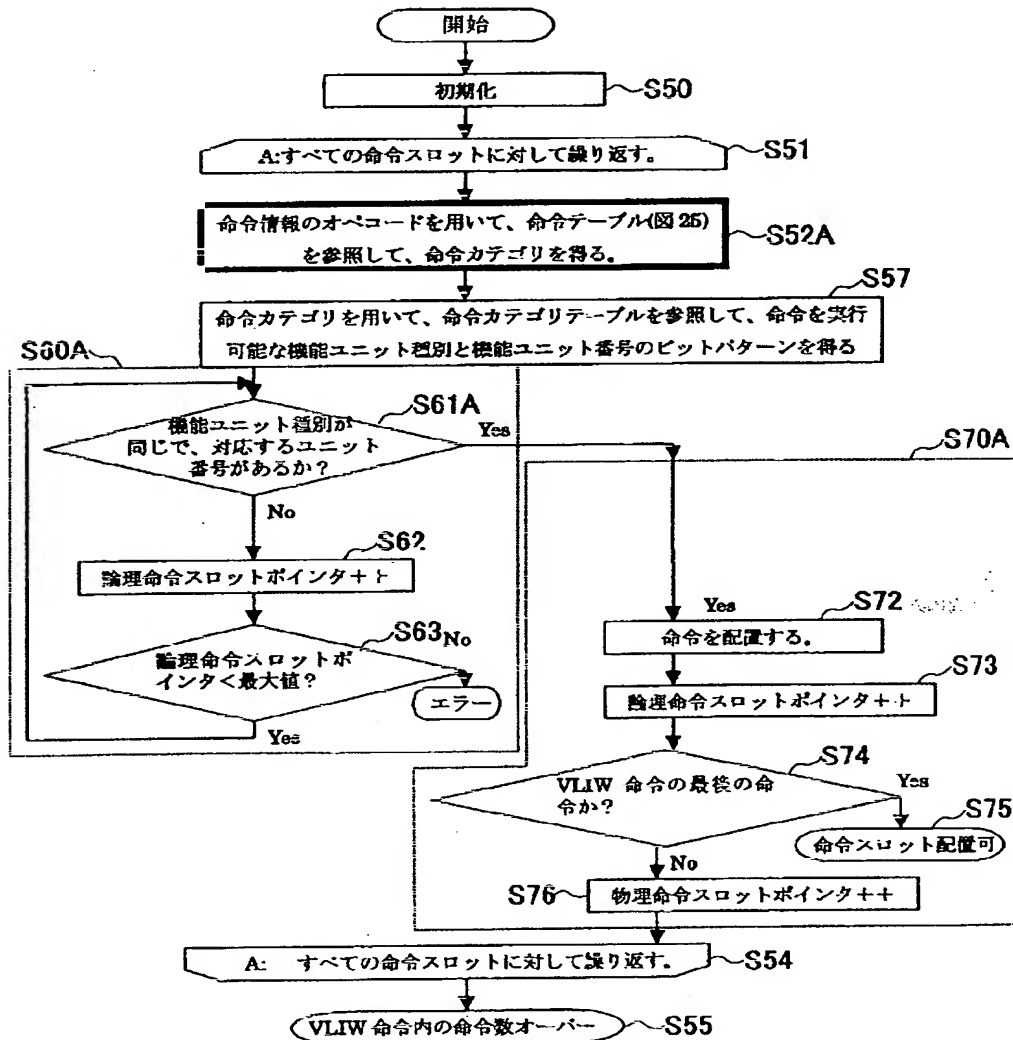 開始
初期化
S50
A:すべての命令スロットに対して繰り返す。
S51
命令情報のオペコードを用いて、命令テーブル(図25)
を参照して、命令カテゴリを得る。
S52A
S57
命令カテゴリを用いて、命令カテゴリテーブルを参照して、命令を実行
可能な機能ユニット種別と機能ユニット番号のビットパターンを得る
S60A
S61A
機能ユニット種別が
同じで、対応するユニット
番号があるか?
Yes
S70A
No
S62
論理命令スロットポインタ++
S63
No
論理命令スロットポ
インタ<最大値?
エラー
Yes
Yes
S72
命令を配置する。
S73
論理命令スロットポインタ++
S74
VLIW 命令の最後の命
令か?
Yes
S75
命令スロット配置可
No
S76
物理命令スロットポインタ++
A: すべての命令スロットに対して繰り返す。
S54
VLIW 命令内の命令数オーバー
S55